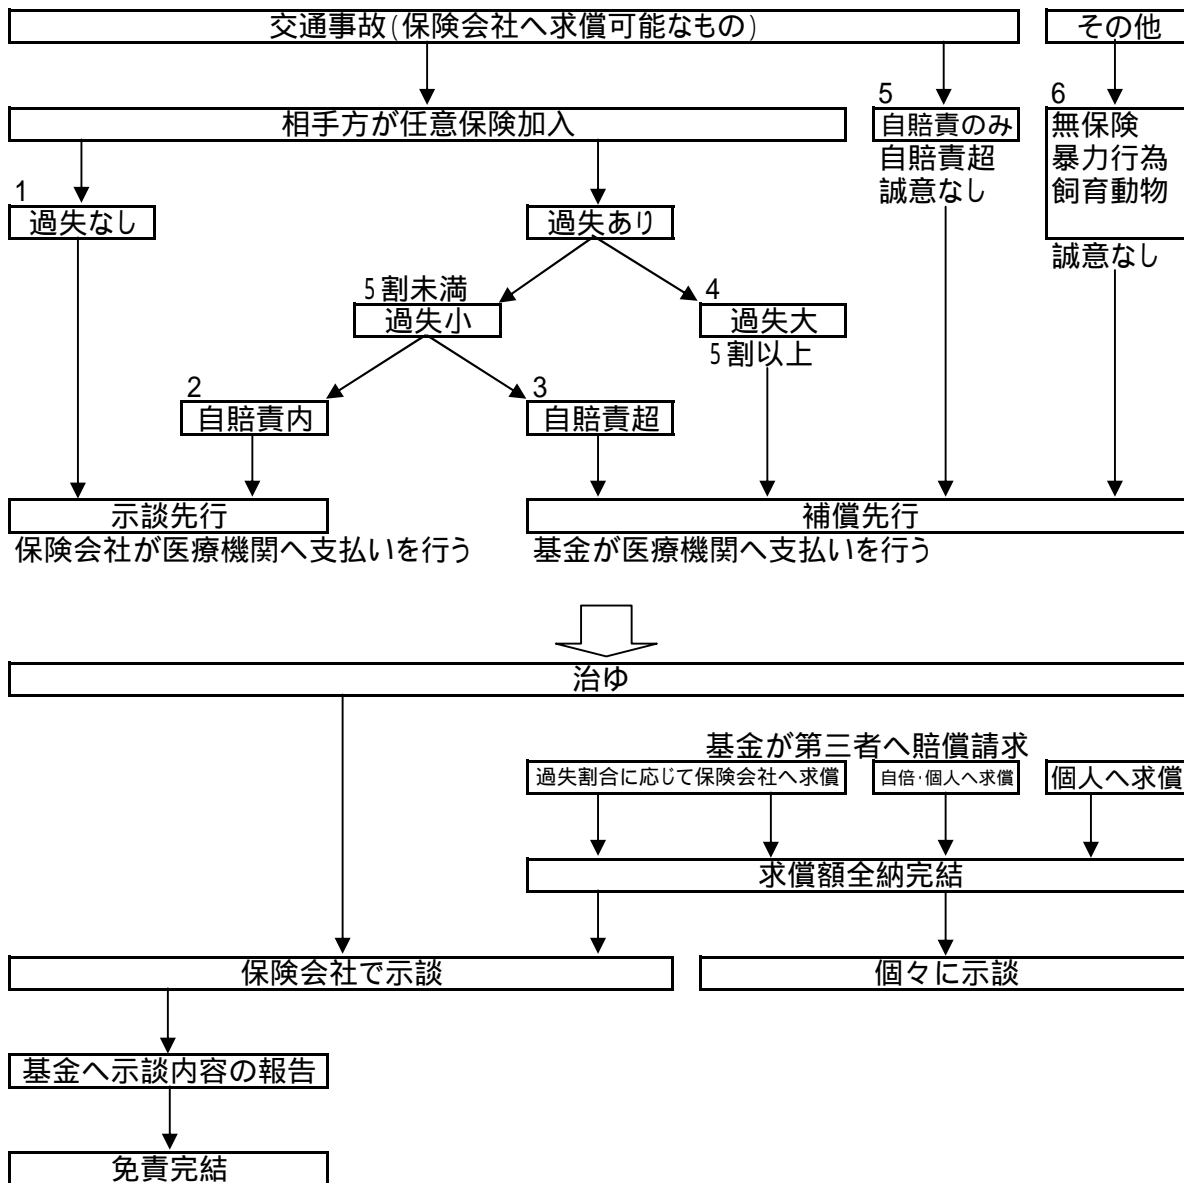 交通事故(保険会社へ求償可能なもの)
その他
相手方が任意保険加入
5
自賠責のみ
自賠責超
誠意なし
6
無保険
暴力行為
飼育動物
誠意なし
1
過失なし
過失あり
5割未満
過失小
4
過失大
5割以上
2
自賠責内
3
自賠責超
示談先行
保険会社が医療機関へ支払いを行う
補償先行
基金が医療機関へ支払いを行う
治ゆ
基金が第三者へ賠償請求
過失割合に応じて保険会社へ求償
自倍・個人へ求償
個人へ求償
求償額全納完結
保険会社で示談
個々に示談
基金へ示談内容の報告
免責完結